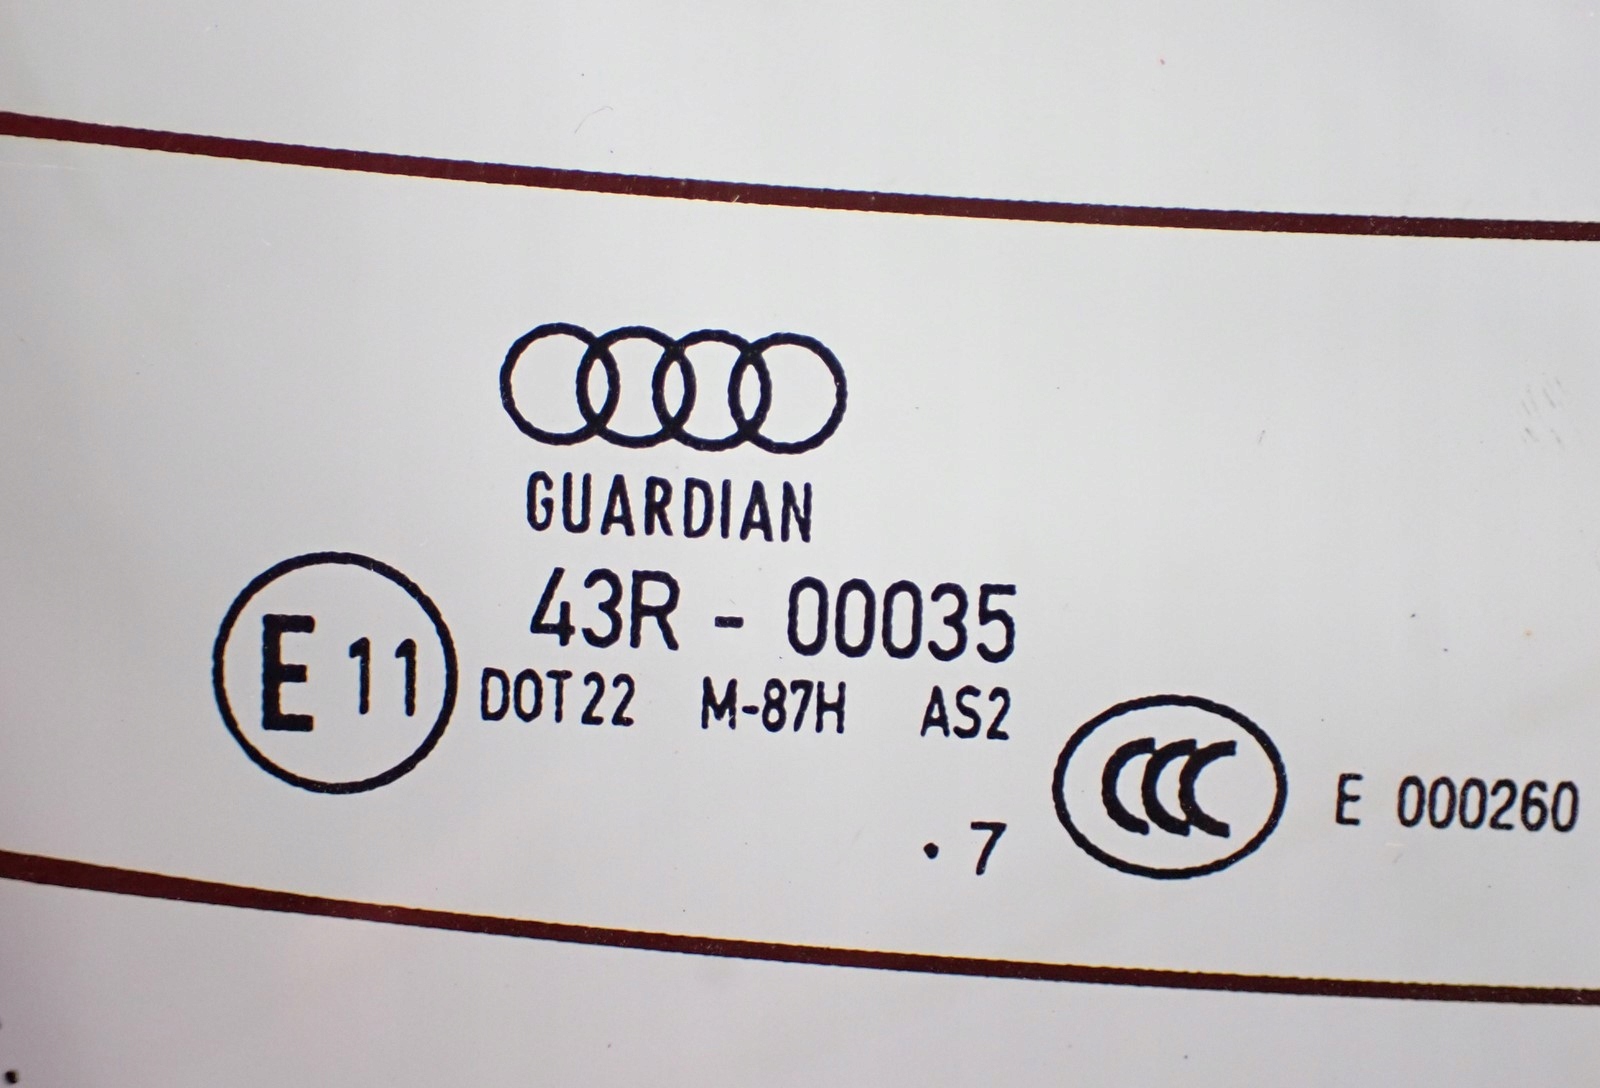 GUARDIAN
43R - 00035
E 11
DOT22 M-87H AS2
CCC E 000260
. 7